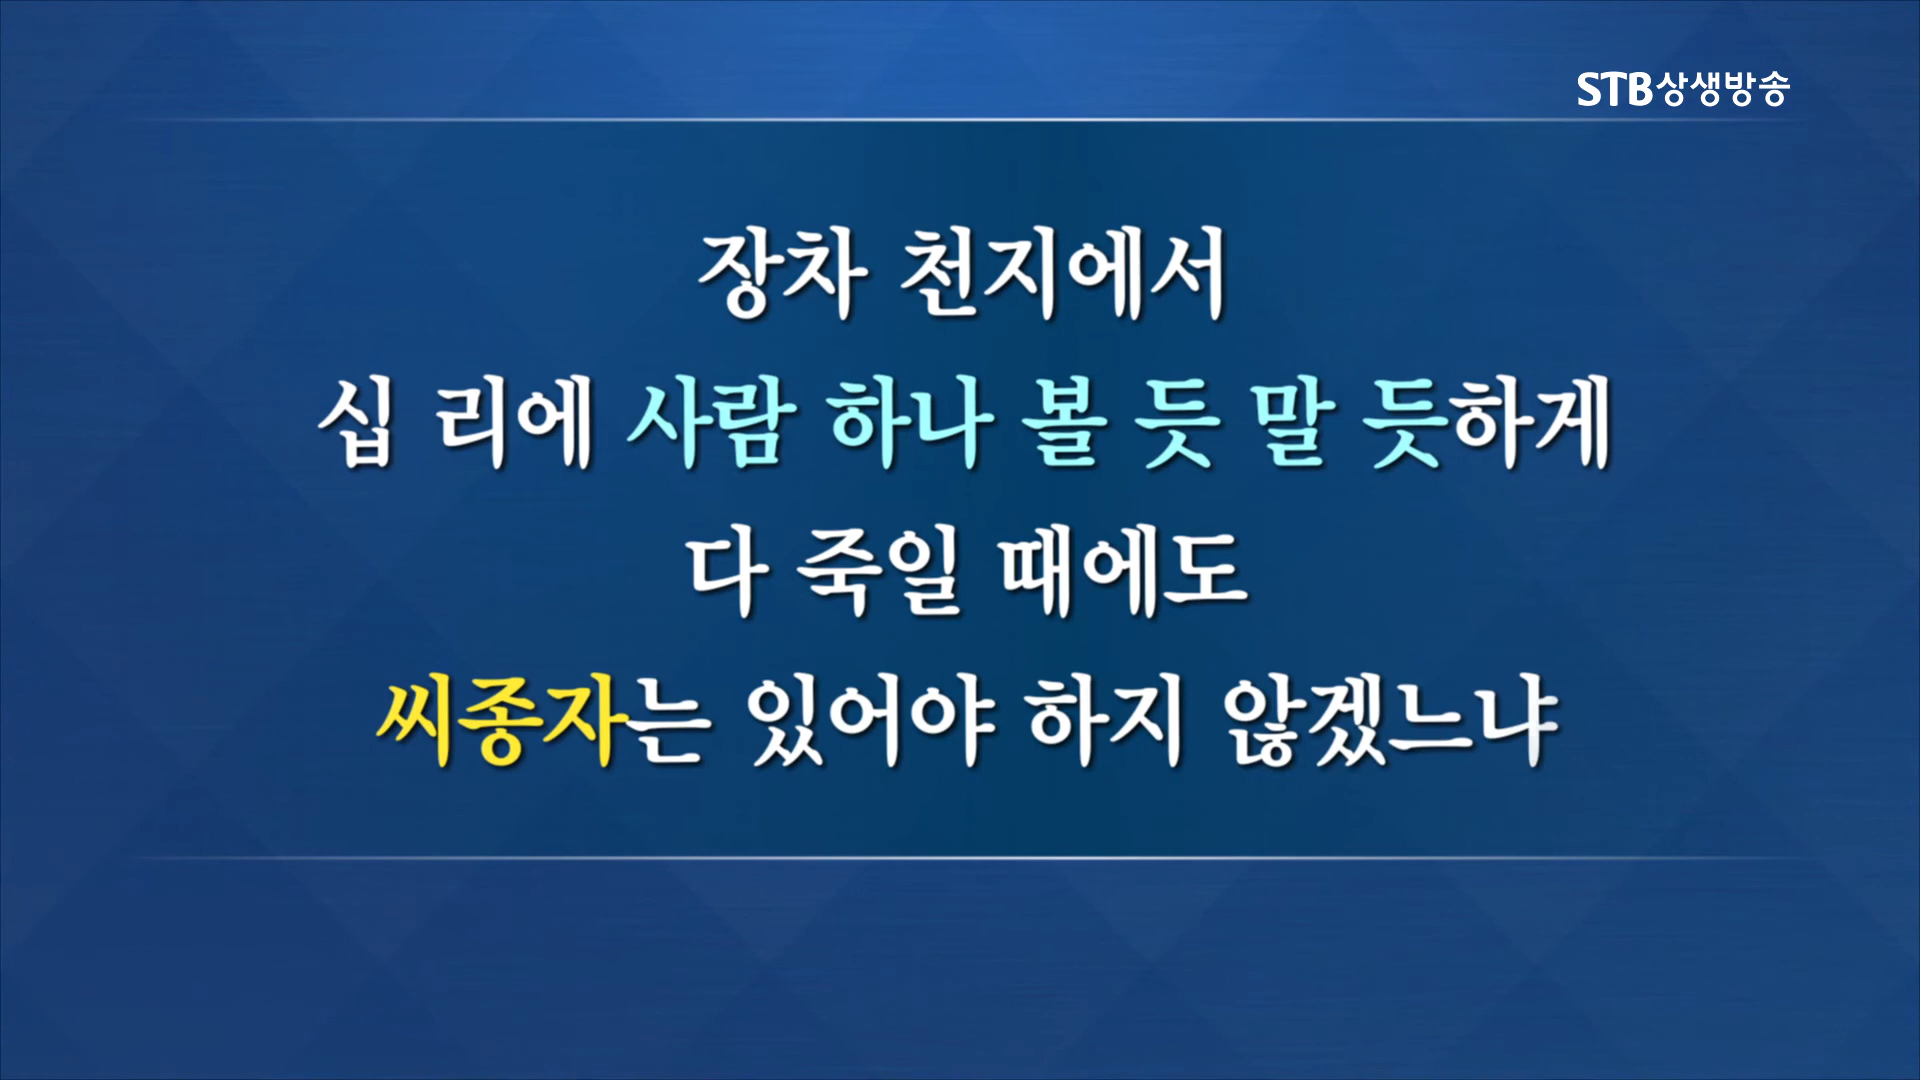 STB상생방송
장차 천지에서
십 리에 사람 하나 볼 듯 말 듯하게
다 죽일 때에도
씨종자는 있어야 하지 않겠느냐